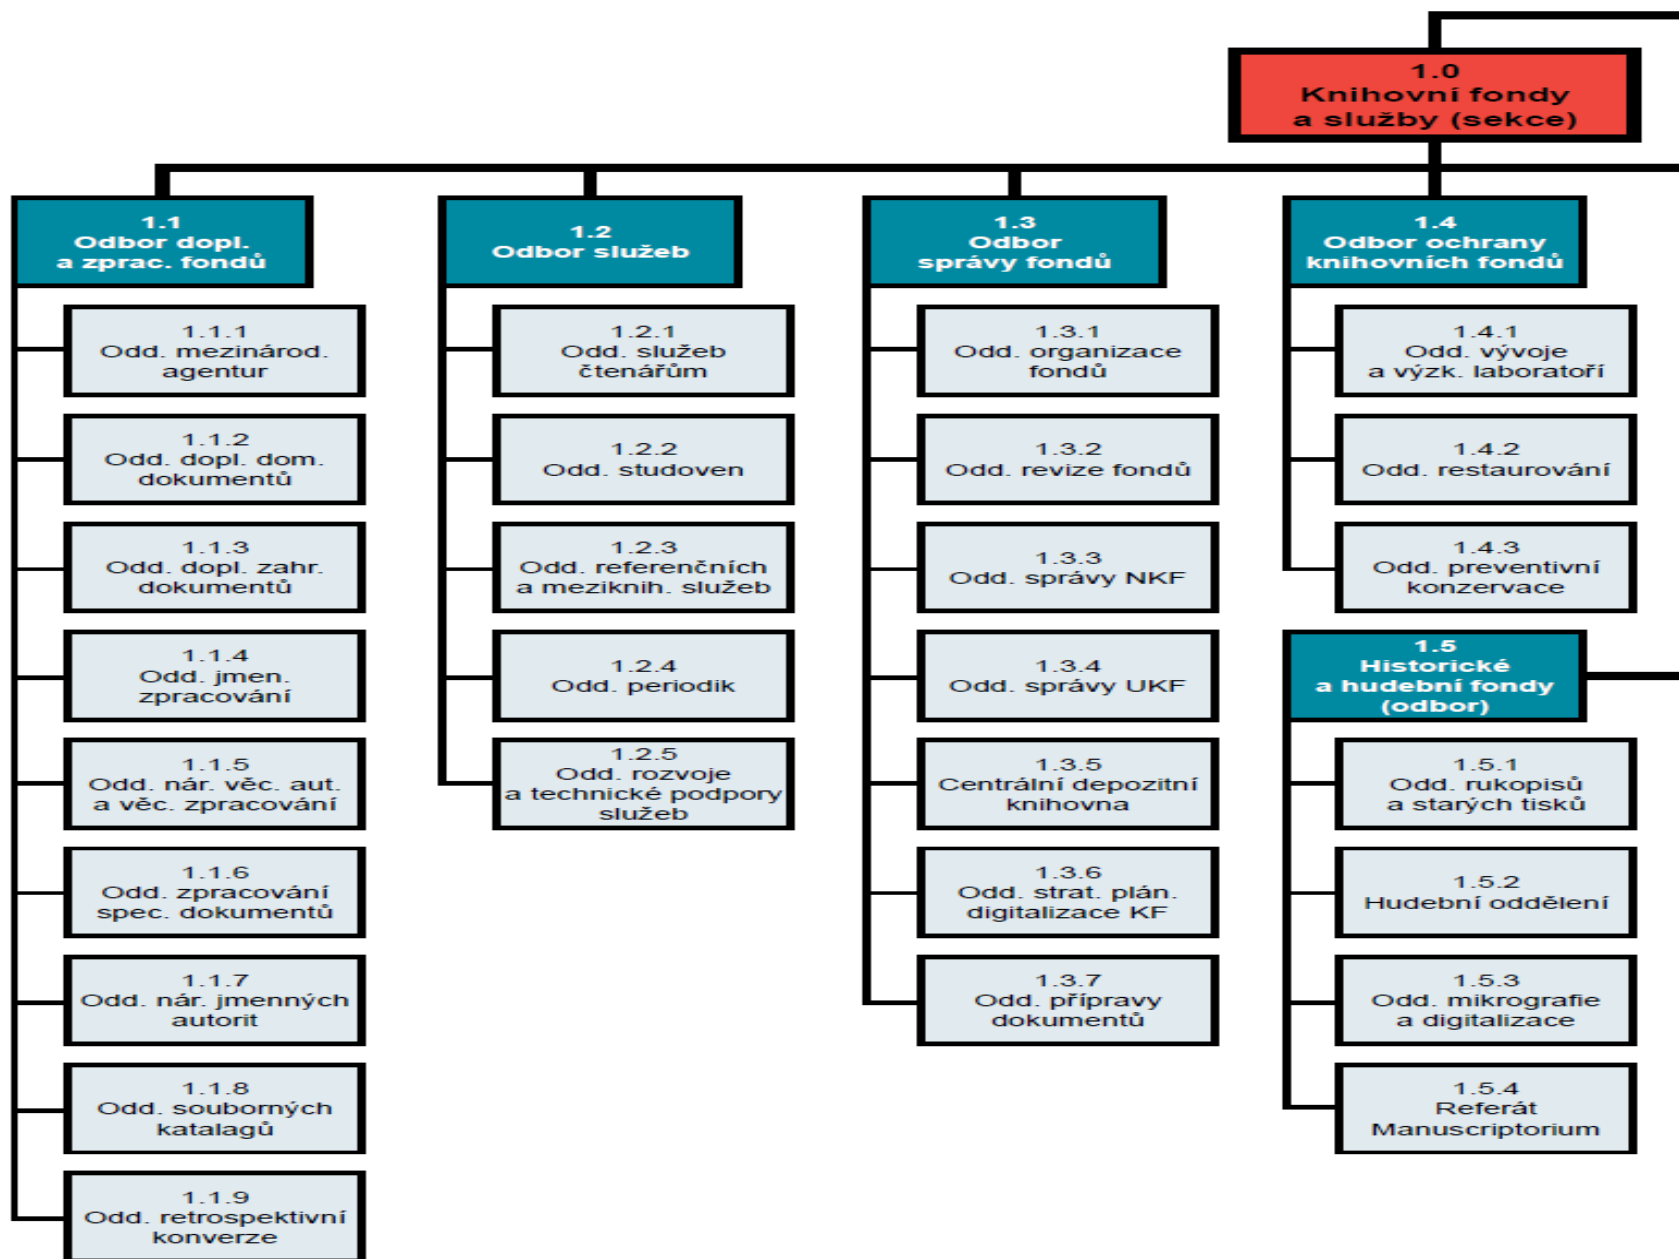 1.0
Knihovní fondy
a služby (sekce)
1.1
Odbor dopl.
a zprac. fondů
1.1.1
Odd. mezinárod.
agentur
1.1.2
Odd. dopl. dom.
dokumentů
1.1.3
Odd. dopl. zahr.
dokumentů
1.1.4
Odd. jmen.
zpracování
1.1.5
Odd. nár. věc. aut.
a věc. zpracování
1.1.6
Odd. zpracování
spec. dokumentů
1.1.7
Odd. nár. jmenných
autorit
1.1.8
Odd. souborných
katalagů
1.1.9
Odd. retrospektivní
konverze
1.2
Odbor služeb
1.2.1
Odd. služeb
čtenářům
1.2.2
Odd. studoven
1.2.3
Odd. referenčních
a meziknih. služeb
1.2.4
Odd. periodik
1.2.5
Odd. rozvoje
a technické podpory
služeb
1.3
Odbor
správy fondů
1.3.1
Odd. organizace
fondů
1.3.2
Odd. revize fondů
1.3.3
Odd. správy NKF
1.3.4
Odd. správy UKF
1.3.5
Centrální depozitní
knihovna
1.3.6
Odd. strat. plán.
digitalizace KF
1.3.7
Odd. přípravy
dokumentů
1.4
Odbor ochrany
knihovních fondů
1.4.1
Odd. vývoje
a výzk. laboratoří
1.4.2
Odd. restaurování
1.4.3
Odd. preventivní
konzervace
1.5
Historické
a hudební fondy
(odbor)
1.5.1
Odd. rukopisů
a starých tisků
1.5.2
Hudební oddělení
1.5.3
Odd. mikrografie
a digitalizace
1.5.4
Referát
Manuscriptorium